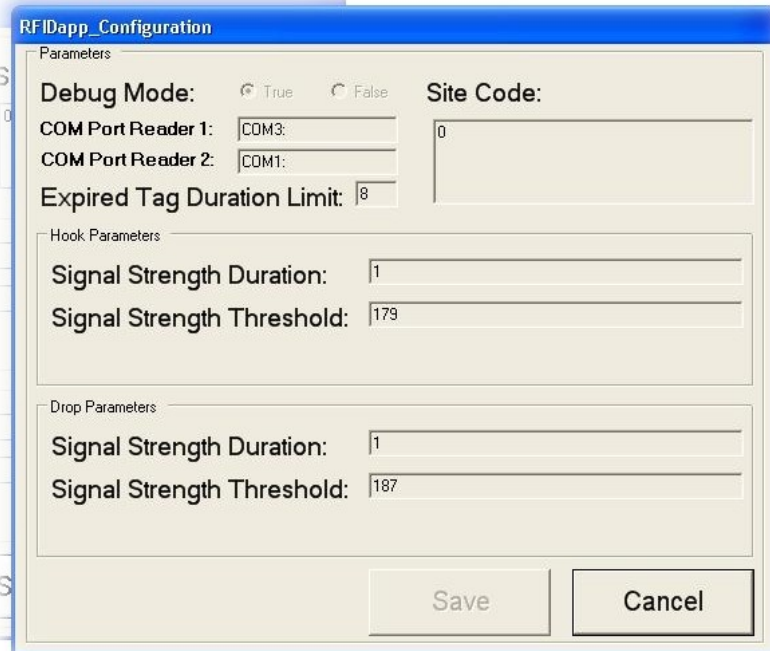 RFIDapp_Configuration
Parameters
Debug Mode: True False
Site Code:
0
COM Port Reader 1: COM3:
COM Port Reader 2: COM1:
Expired Tag Duration Limit: 8
Hook Parameters
Signal Strength Duration: 1
Signal Strength Threshold: 179
Drop Parameters
Signal Strength Duration: 1
Signal Strength Threshold: 187
Save Cancel
S
0
S